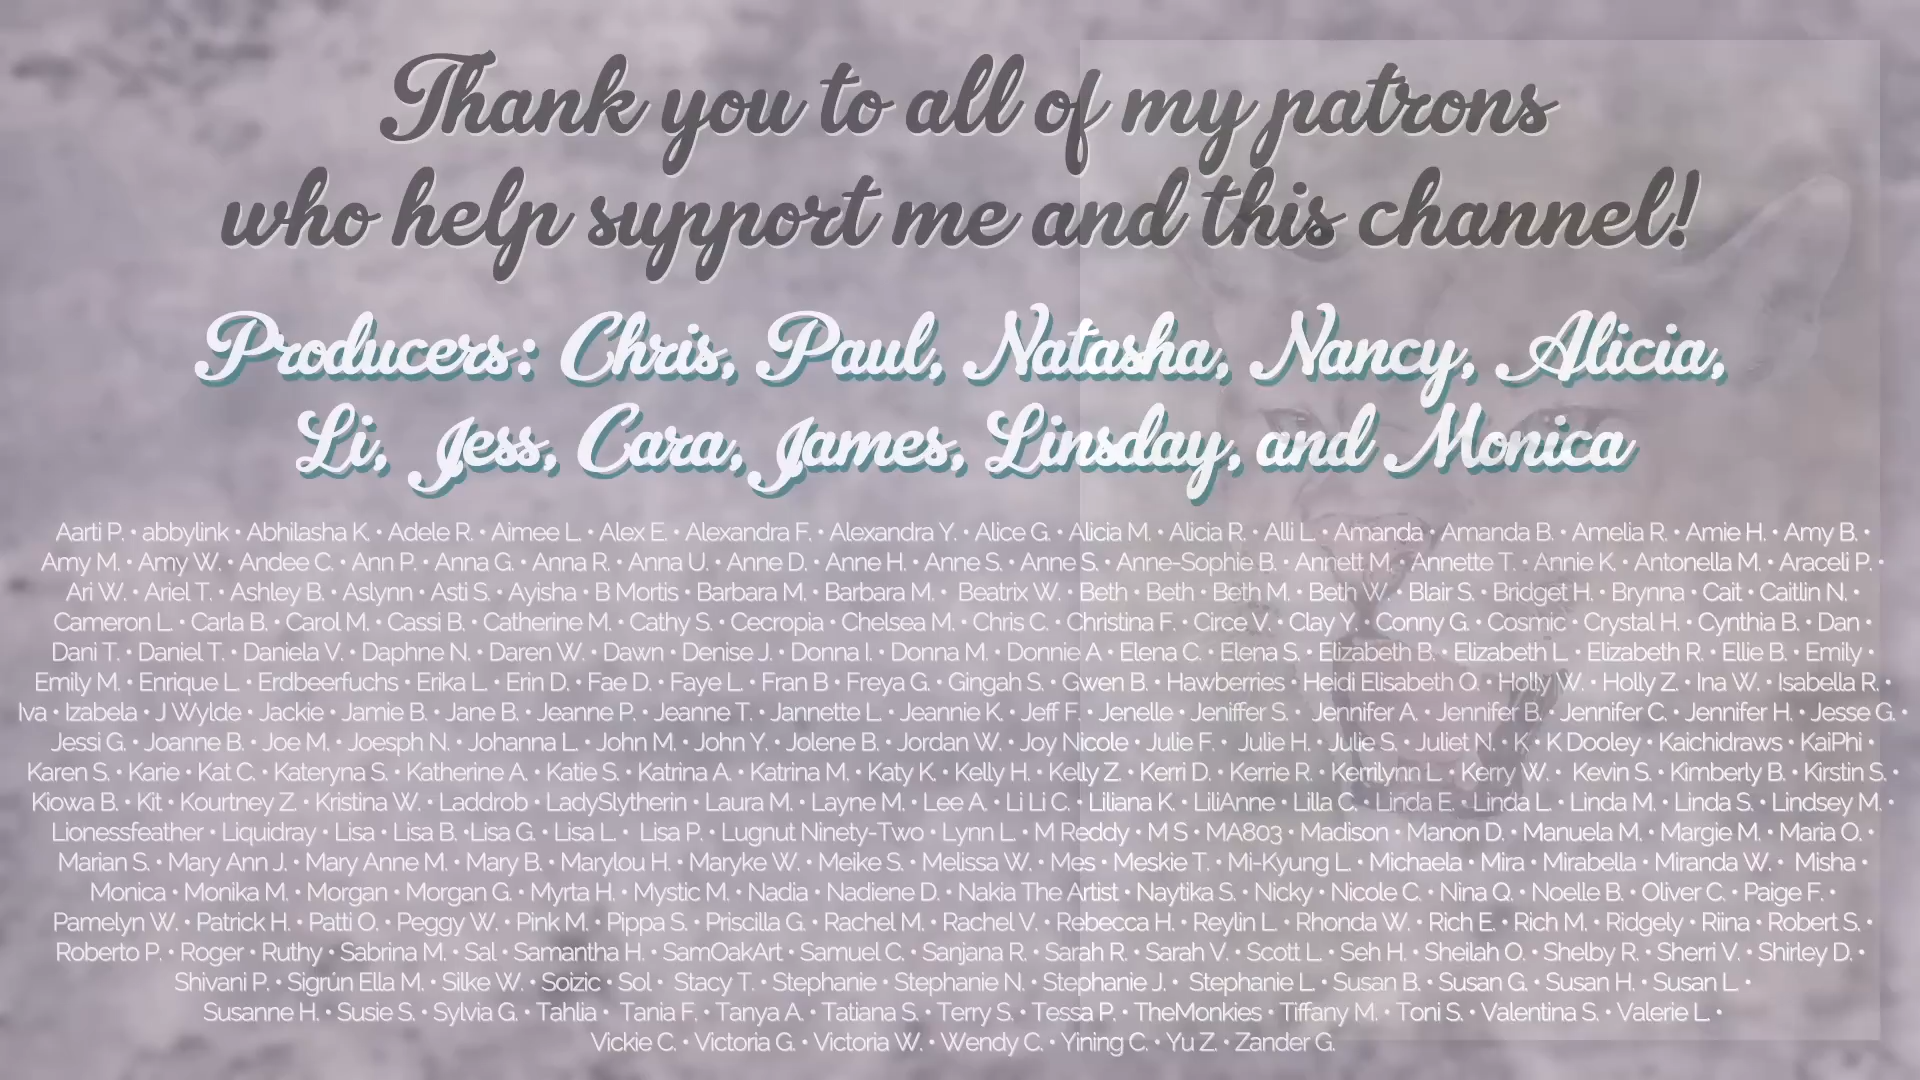 Thank you to all of my patrons
who help support me and this channel!
Producers: Chris, Paul, Natasha, Nancy, Alicia,
Li, Jess, Cara, James, Linsday, and Monica
Aarti P. • abbylink • Abhilasha K. • Adele R. • Aimee L. • Alex E. • Alexandra F. • Alexandra Y. • Alice G. • Alicia M. • Alicia R. • Alli L. • Amanda • Amanda B. • Amelia R. • Amie H. • Amy B. •
Amy M. • Amy W. • Andee C. • Ann P. • Anna G. • Anna R. • Anna U. • Anne D. • Anne H. • Anne S. • Anne S. • Anne-Sophie B. • Annett M. • Annette T. • Annie K. • Antonella M. • Araceli P. •
Ari W. • Ariel T. • Ashley B. • Aslynn • Asti S. • Ayisha • B Mortis • Barbara M. • Barbara M. • Beatrix W. • Beth • Beth • Beth M. • Beth W. • Blair S. • Bridget H. • Brynna • Cait • Caitlin N. •
Cameron L. • Carla B. • Carol M. • Cassi B. • Catherine M. • Cathy S. • Cecropia • Chelsea M. • Chris C. • Christina F. • Circe V. • Clay Y. • Conny G. • Cosmic • Crystal H. • Cynthia B. • Dan •
Dani T. • Daniel T. • Daniela V. • Daphne N. • Daren W. • Dawn • Denise J. • Donna I. • Donna M. • Donnie A • Elena C. • Elena S. • Elizabeth B. • Elizabeth L. • Elizabeth R. • Ellie B. • Emily •
Emily M. • Enrique L. • Erdbeerfuchs • Erika L. • Erin D. • Fae D. • Faye L. • Fran B • Freya G. • Gingah S. • Gwen B. • Hawberries • Heidi Elisabeth O. • Holly W. • Holly Z. • Ina W. • Isabella R. •
Iva • Izabela • J Wylde • Jackie • Jamie B. • Jane B. • Jeanne P. • Jeanne T. • Jannette L. • Jeannie K. • Jeff F. • Jenelle • Jeniffer S. • Jennifer A. • Jennifer B. • Jennifer C. • Jennifer H. • Jesse G. •
Jessi G. • Joanne B. • Joe M. • Joesph N. • Johanna L. • John M. • John Y. • Jolene B. • Jordan W. • Joy Nicole • Julie F. • Julie H. • Julie S. • Juliet N. • K • K Dooley • Kaichidraws • KaiPhi •
Karen S. • Karie • Kat C. • Kateryna S. • Katherine A. • Katie S. • Katrina A. • Katrina M. • Katy K. • Kelly H. • Kelly Z. • Kerri D. • Kerrie R. • Kerrilynn L. • Kerry W. • Kevin S. • Kimberly B. • Kirstin S. •
Kiowa B. • Kit • Kourtney Z. • Kristina W. • Laddrob • LadySlytherin • Laura M. • Layne M. • Lee A. • Li Li C. • Liliana K. • LiliAnne • Lilla C. • Linda E. • Linda L. • Linda M. • Linda S. • Lindsey M. •
Lionessfeather • Liquidray • Lisa • Lisa B. •Lisa G. • Lisa L. • Lisa P. • Lugnut Ninety-Two • Lynn L. • M Reddy • M S • MA803 • Madison • Manon D. • Manuela M. • Margie M. • Maria O. •
Marian S. • Mary Ann J. • Mary Anne M. • Mary B. • Marylou H. • Maryke W. • Meike S. • Melissa W. • Mes • Meskie T. • Mi-Kyung L. • Michaela • Mira • Mirabella • Miranda W. • Misha •
Monica • Monika M. • Morgan • Morgan G. • Myrta H. • Mystic M. • Nadia • Nadiene D. • Nakia The Artist • Naytika S. • Nicky • Nicole C. • Nina Q. • Noelle B. • Oliver C. • Paige F. •
Pamelyn W. • Patrick H. • Patti O. • Peggy W. • Pink M. • Pippa S. • Priscilla G. • Rachel M. • Rachel V. • Rebecca H. • Reylin L. • Rhonda W. • Rich E. • Rich M. • Ridgely • Riina • Robert S. •
Roberto P. • Roger • Ruthy • Sabrina M. • Sal • Samantha H. • SamOakArt • Samuel C. • Sanjana R. • Sarah R. • Sarah V. • Scott L. • Seh H. • Sheilah O. • Shelby R. • Sherri V. • Shirley D. •
Shivani P. • Sigrún Ella M. • Silke W. • Soizic • Sol • Stacy T. • Stephanie • Stephanie N. • Stephanie J. • Stephanie L. • Susan B. • Susan G. • Susan H. • Susan L. •
Susanne H. • Susie S. • Sylvia G. • Tahlia • Tania F. • Tanya A. • Tatiana S. • Terry S. • Tessa P. • TheMonkies • Tiffany M. • Toni S. • Valentina S. • Valerie L. •
Vickie C. • Victoria G. • Victoria W. • Wendy C. • Yining C. • Yu Z. • Zander G.